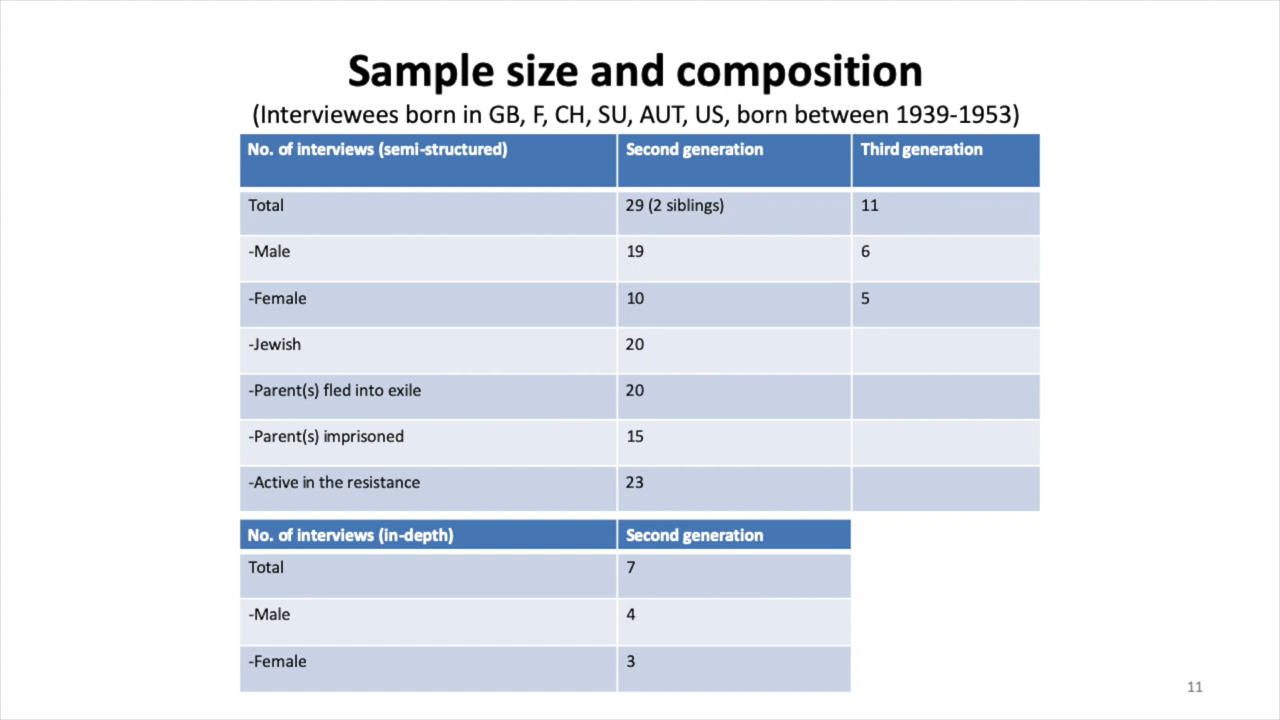 Sample size and composition
(Interviewees born in GB, F, CH, SU, AUT, US, born between 1939-1953)
No. of interviews (semi-structured) Second generation Third generation
Total 29 (2 siblings) 11
-Male 19 6
-Female 10 5
-Jewish 20
-Parent(s) fled into exile 20
-Parent(s) imprisoned 15
-Active in the resistance 23
No. of interviews (in-depth) Second generation
Total 7
-Male 4
-Female 3
11